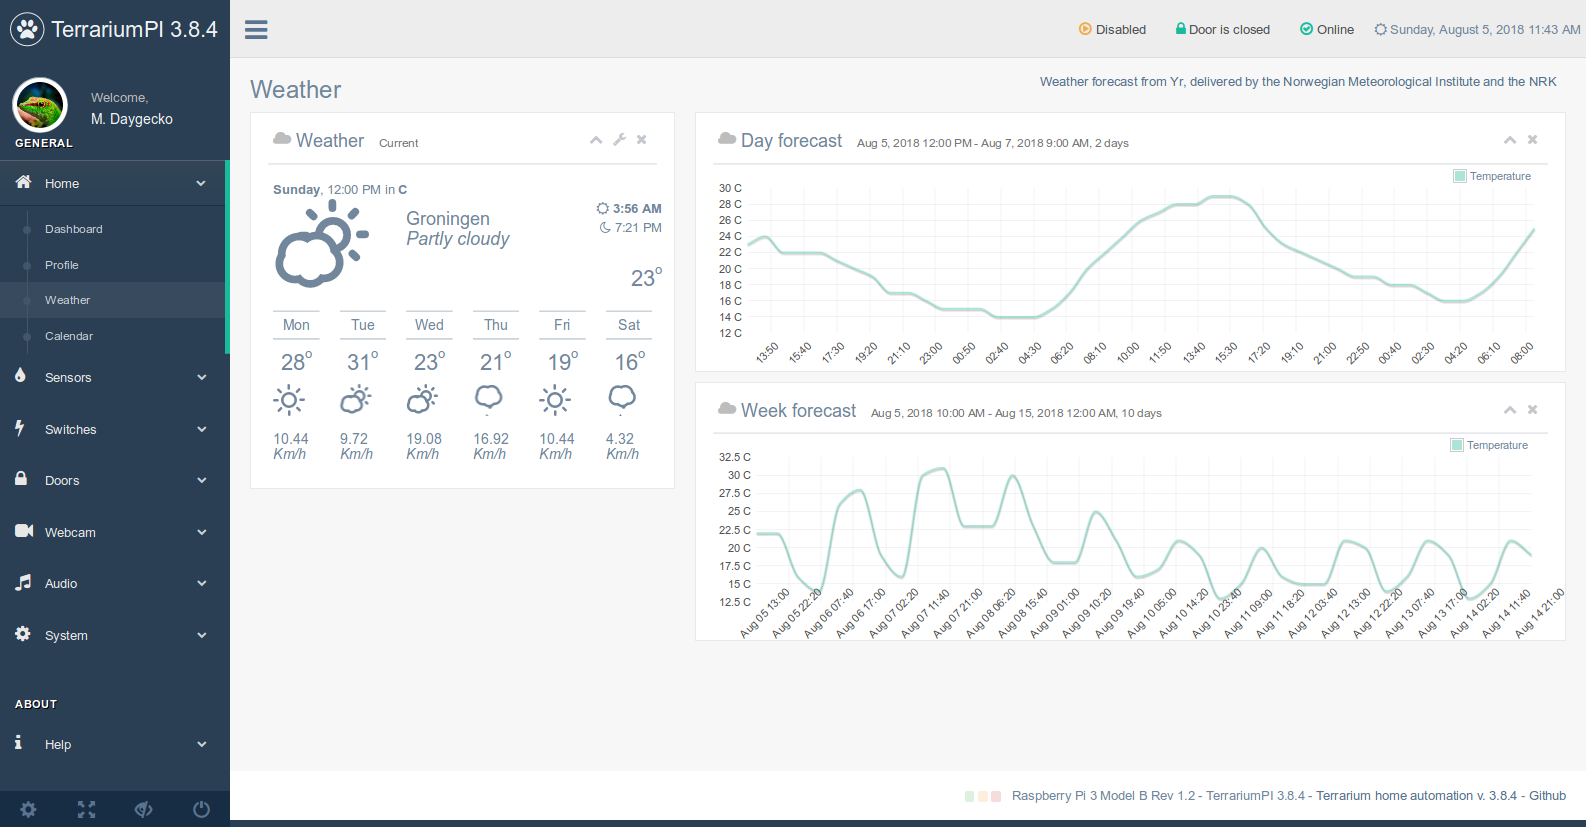 TerrariumPI 3.8.4
Welcome,
M. Daygecko
GENERAL
Home
Dashboard
Profile
Weather
Calendar
Sensors
Switches
Doors
Webcam
Audio
System
ABOUT
Help
Disabled
Door is closed
Online
Sunday, August 5, 2018 11:43 AM
Weather
Weather forecast from Yr, delivered by the Norwegian Meteorological Institute and the NRK
Weather Current
Sunday, 12:00 PM in C
Groningen
Partly cloudy
3:56 AM
7:21 PM
23°
Mon Tue Wed Thu Fri Sat
28° 31° 23° 21° 19° 16°
10.44 9.72 19.08 16.92 10.44 4.32
Km/h Km/h Km/h Km/h Km/h Km/h
Day forecast Aug 5, 2018 12:00 PM - Aug 7, 2018 9:00 AM, 2 days
Temperature
30 C
28 C
26 C
24 C
22 C
20 C
18 C
16 C
14 C
12 C
13:50 15:40 17:30 19:20 21:10 23:00 00:50 02:40 04:30 06:20 08:10 10:00 11:50 13:40 15:30 17:20 19:10 21:00 22:50 00:40 02:30 04:20 06:10 08:00
Week forecast Aug 5, 2018 10:00 AM - Aug 15, 2018 12:00 AM, 10 days
Temperature
32.5 C
30 C
27.5 C
25 C
22.5 C
20 C
17.5 C
15 C
12.5 C
Aug 05 13:00 Aug 05 22:20 Aug 06 07:40 Aug 06 17:00 Aug 07 02:20 Aug 07 11:40 Aug 07 21:00 Aug 08 06:20 Aug 08 15:40 Aug 09 01:00 Aug 09 10:20 Aug 09 19:40 Aug 10 05:00 Aug 10 14:20 Aug 10 23:40 Aug 11 09:00 Aug 11 18:20 Aug 12 03:40 Aug 12 13:00 Aug 12 22:20 Aug 13 07:40 Aug 13 17:00 Aug 14 02:20 Aug 14 11:40 Aug 14 21:00
Raspberry Pi 3 Model B Rev 1.2 - TerrariumPI 3.8.4 - Terrarium home automation v. 3.8.4 - Github